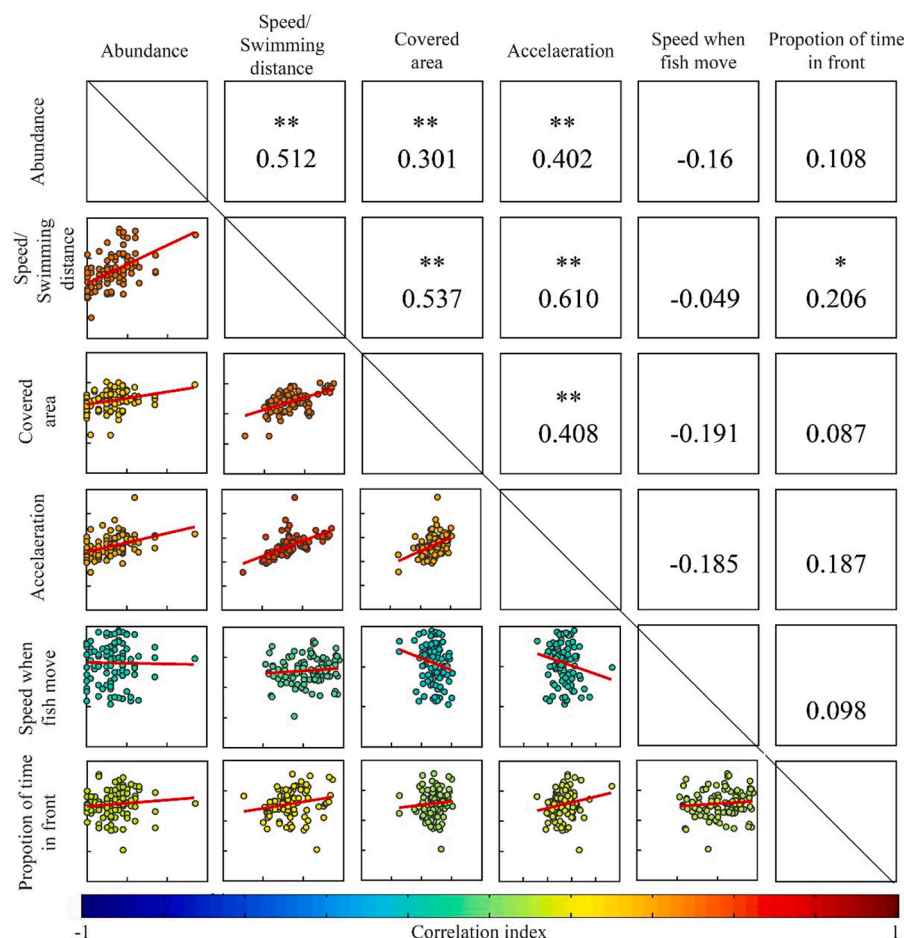 Abundance
Speed/
Swimming
distance
Covered
area
Accelaeration
Speed when
fish move
Propotion of time
in front
Abundance
**
0.512
**
0.301
**
0.402
-0.16
0.108
Speed/
Swimming
distance
**
0.537
**
0.610
-0.049
*
0.206
Covered
area
**
0.408
-0.191
0.087
Accelaeration
-0.185
0.187
Speed when
fish move
0.098
Propotion of time
in front
-1
Correlation index
1